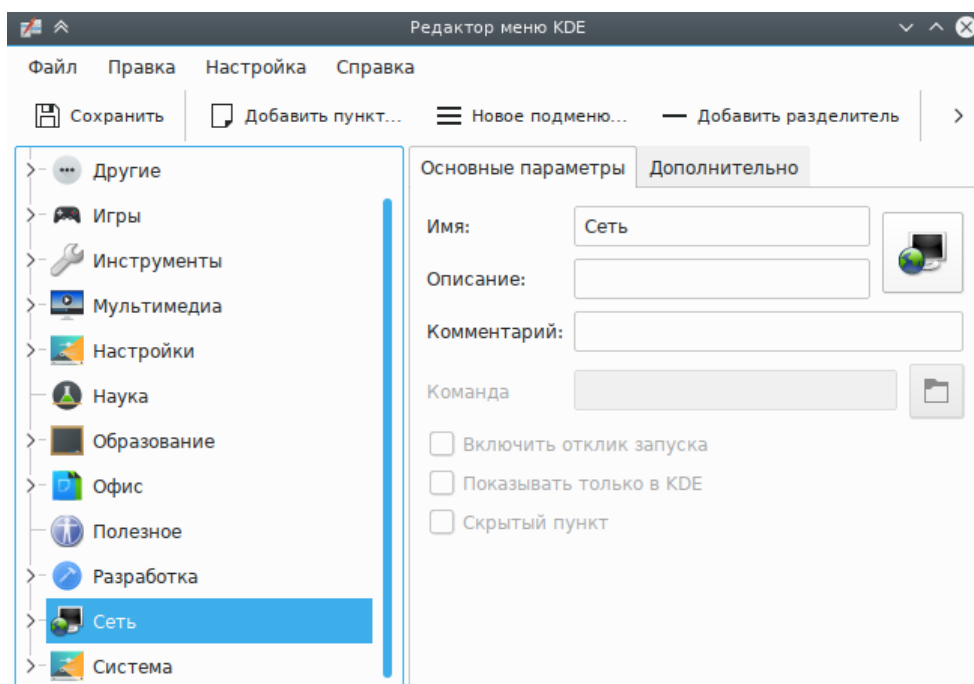 Редактор меню KDE
Файл Правка Настройка Справка
Сохранить Добавить пункт... Новое подменю... Добавить разделитель
Другие
Игры
Инструменты
Мультимедиа
Настройки
Наука
Образование
Офис
Полезное
Разработка
Сеть
Система
Основные параметры Дополнительно
Имя: Сеть
Описание:
Комментарий:
Команда
Включить отклик запуска
Показывать только в KDE
Скрытый пункт